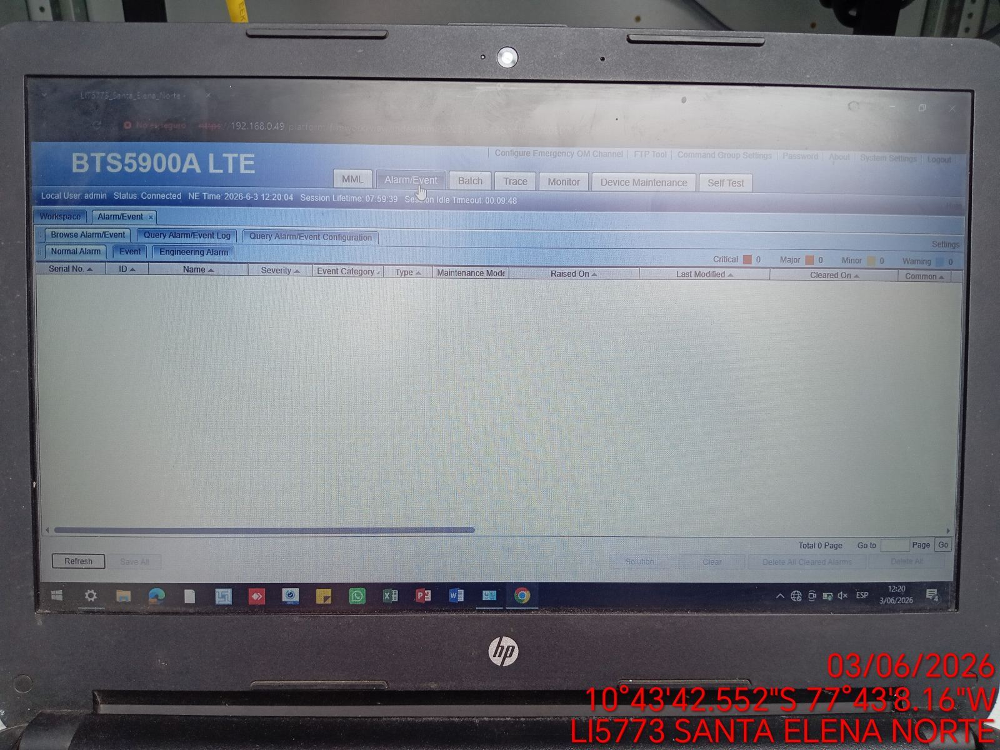 EEK
LI5773_Santa_Elena_Norte -
No es seguro https://192.168.0.49
BTS5900A LTE
Configure Emergency OM Channel | FTP Tool | Command Group Settings | Password | About | System Settings | Logout
MML Alarm/Event Batch Trace Monitor Device Maintenance Self Test
Local User: admin Status: Connected NE Time: 2026-6-3 12:20:04 Session Lifetime: 07:59:39 Session Idle Timeout: 00:09:48
Workspace Alarm/Event ×
Browse Alarm/Event Query Alarm/Event Log Query Alarm/Event Configuration
Settings
Normal Alarm Event Engineering Alarm
Critical 0 Major 0 Minor 0 Warning 0
Serial No. ID Name Severity Event Category Type Maintenance Mode Raised On Last Modified Cleared On Common
Total 0 Page Go to Page Go
Refresh Save All Solution Clear Delete All Cleared Alarms Delete All
ESP 12:20
3/06/2026
4
hp
03/06/2026
10°43'42.552"S 77°43'8.16"W
LI5773 SANTA ELENA NORTE